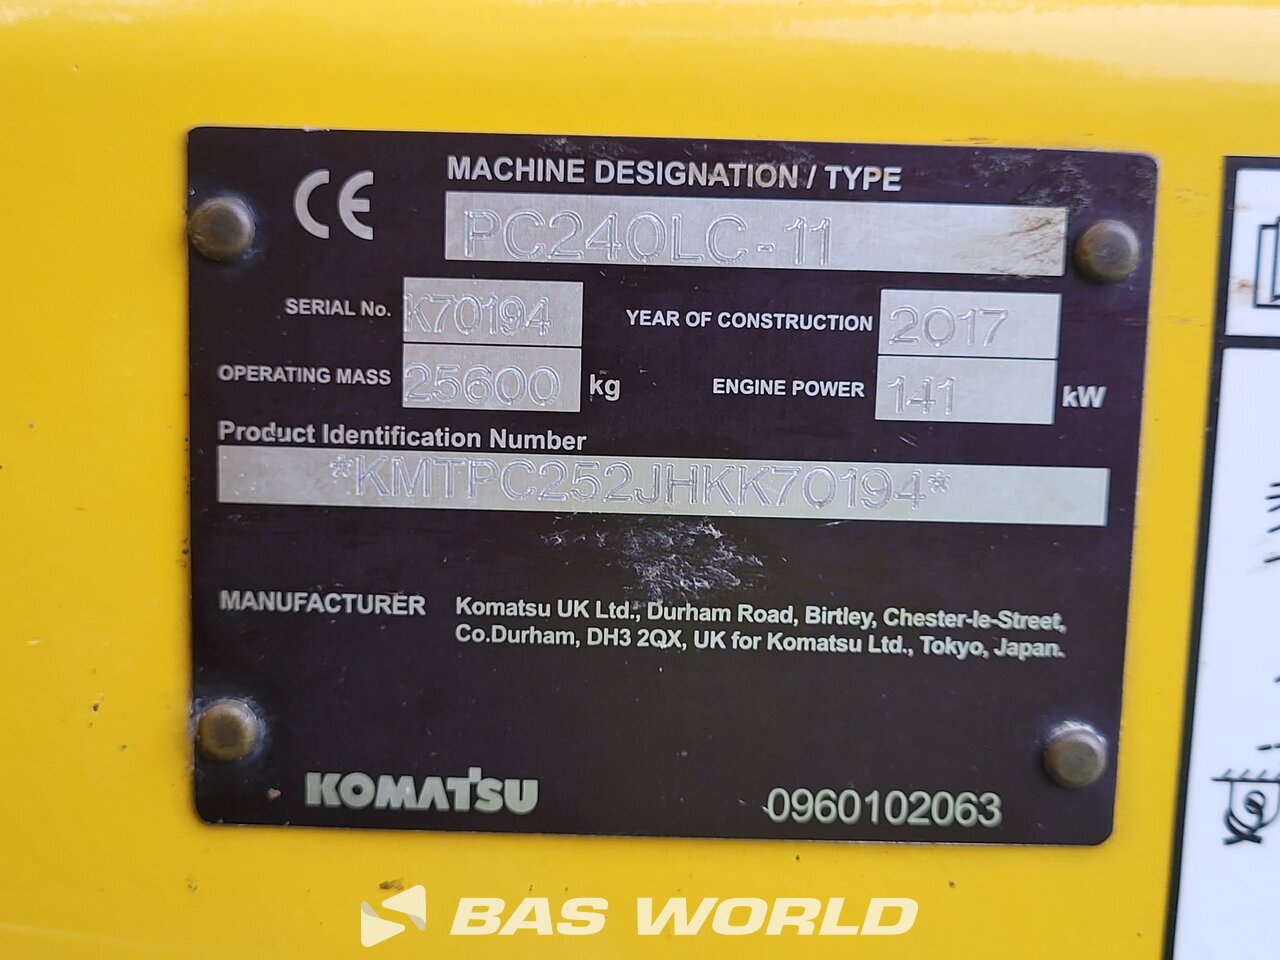 CE
MACHINE DESIGNATION / TYPE
PC240LC-11
SERIAL No. K70194
YEAR OF CONSTRUCTION 2017
OPERATING MASS 25600 kg
ENGINE POWER 141 kW
Product Identification Number
*KMTPC252JHKK70194*
MANUFACTURER
Komatsu UK Ltd., Durham Road, Birtley, Chester-le-Street,
Co.Durham, DH3 2QX, UK for Komatsu Ltd., Tokyo, Japan.
KOMATSU
0960102063
BAS WORLD